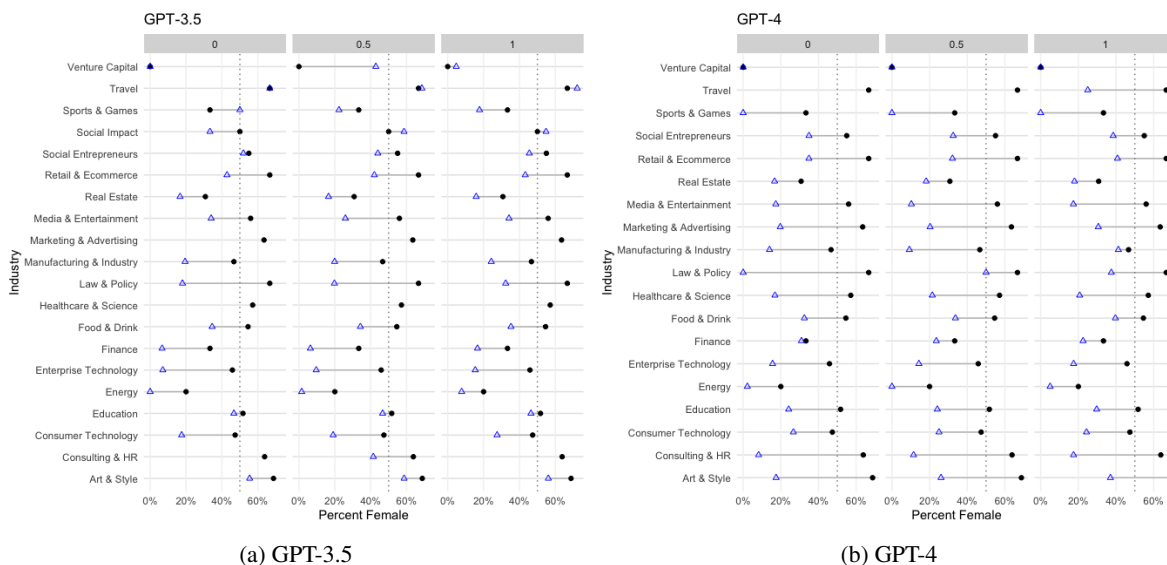 GPT-3.5
0 0.5 1
Venture Capital
Travel
Sports & Games
Social Impact
Social Entrepreneurs
Retail & Ecommerce
Real Estate
Media & Entertainment
Marketing & Advertising
Manufacturing & Industry
Law & Policy
Healthcare & Science
Food & Drink
Finance
Enterprise Technology
Energy
Education
Consumer Technology
Consulting & HR
Art & Style
Industry
0% 20% 40% 60% 0% 20% 40% 60% 0% 20% 40% 60%
Percent Female
(a) GPT-3.5
GPT-4
0 0.5 1
Venture Capital
Travel
Sports & Games
Social Entrepreneurs
Retail & Ecommerce
Real Estate
Media & Entertainment
Marketing & Advertising
Manufacturing & Industry
Law & Policy
Healthcare & Science
Food & Drink
Finance
Enterprise Technology
Energy
Education
Consumer Technology
Consulting & HR
Art & Style
Industry
0% 20% 40% 60% 0% 20% 40% 60% 0% 20% 40% 60%
Percent Female
(b) GPT-4